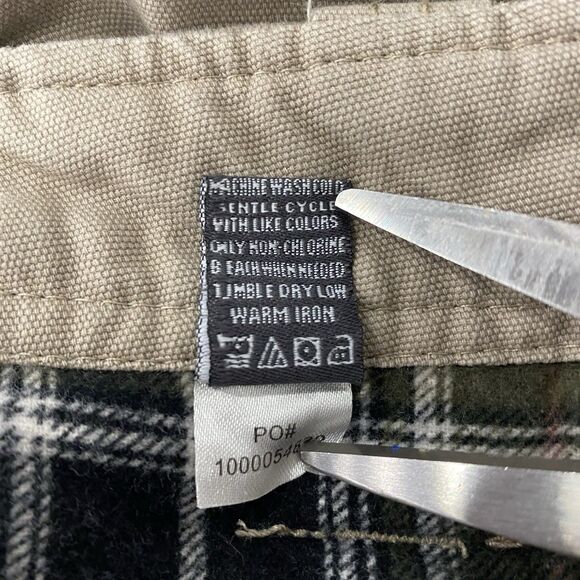 MACHINE WASH COLD
GENTLE CYCLE
WITH LIKE COLORS
ONLY NON-CHLORINE
BLEACH WHEN NEEDED
TUMBLE DRY LOW
WARM IRON
PO#